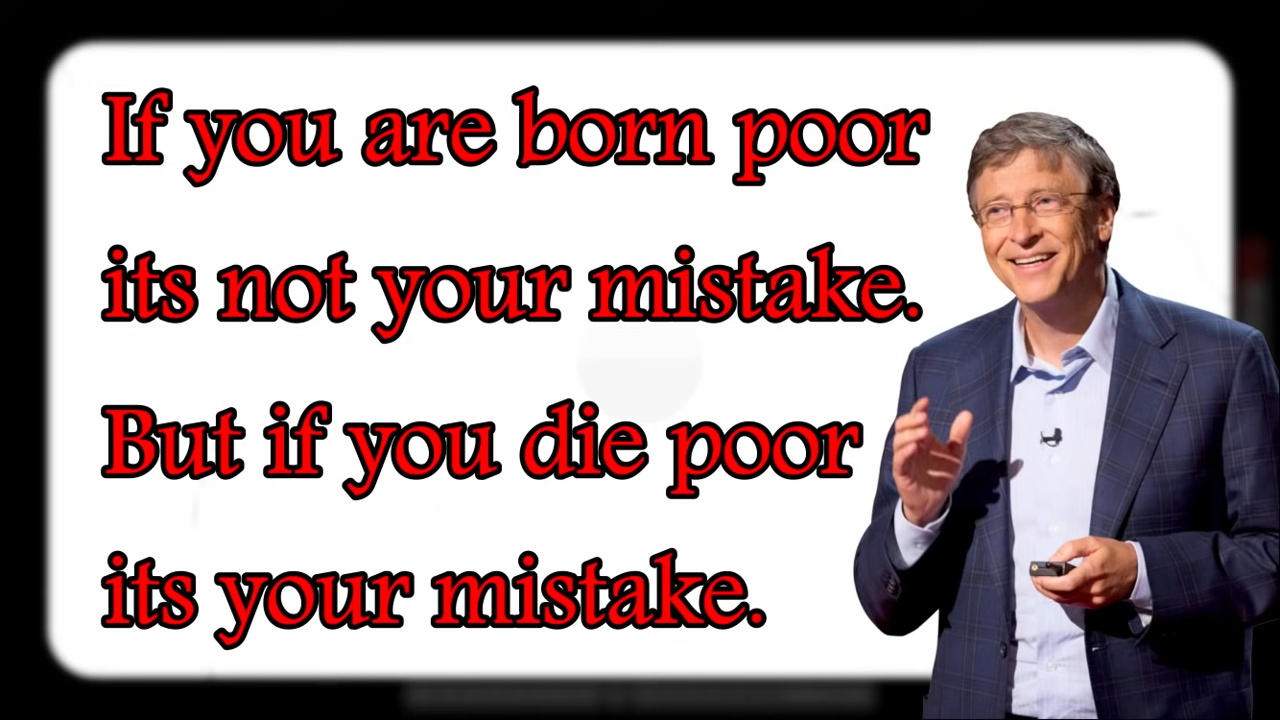 If you are born poor
its not your mistake.
But if you die poor
its your mistake.